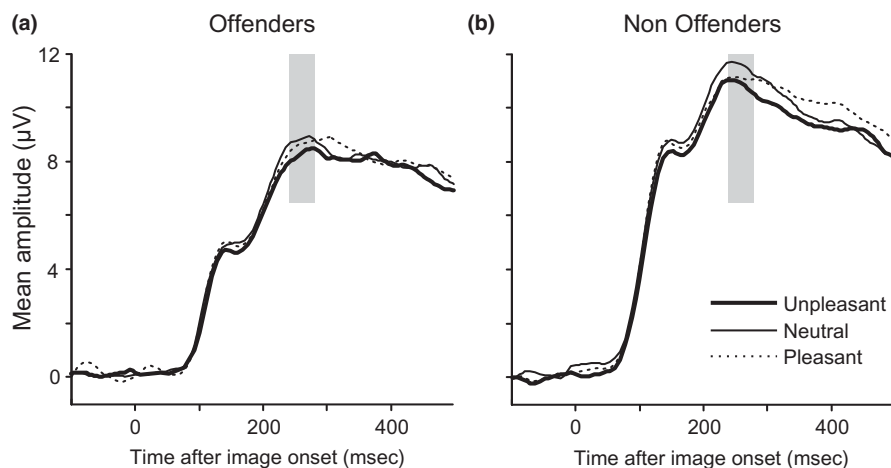 (a) Offenders
12
8
4
0
Mean amplitude (µV)
0 200 400
Time after image onset (msec)
(b) Non Offenders
Unpleasant
Neutral
Pleasant
0 200 400
Time after image onset (msec)